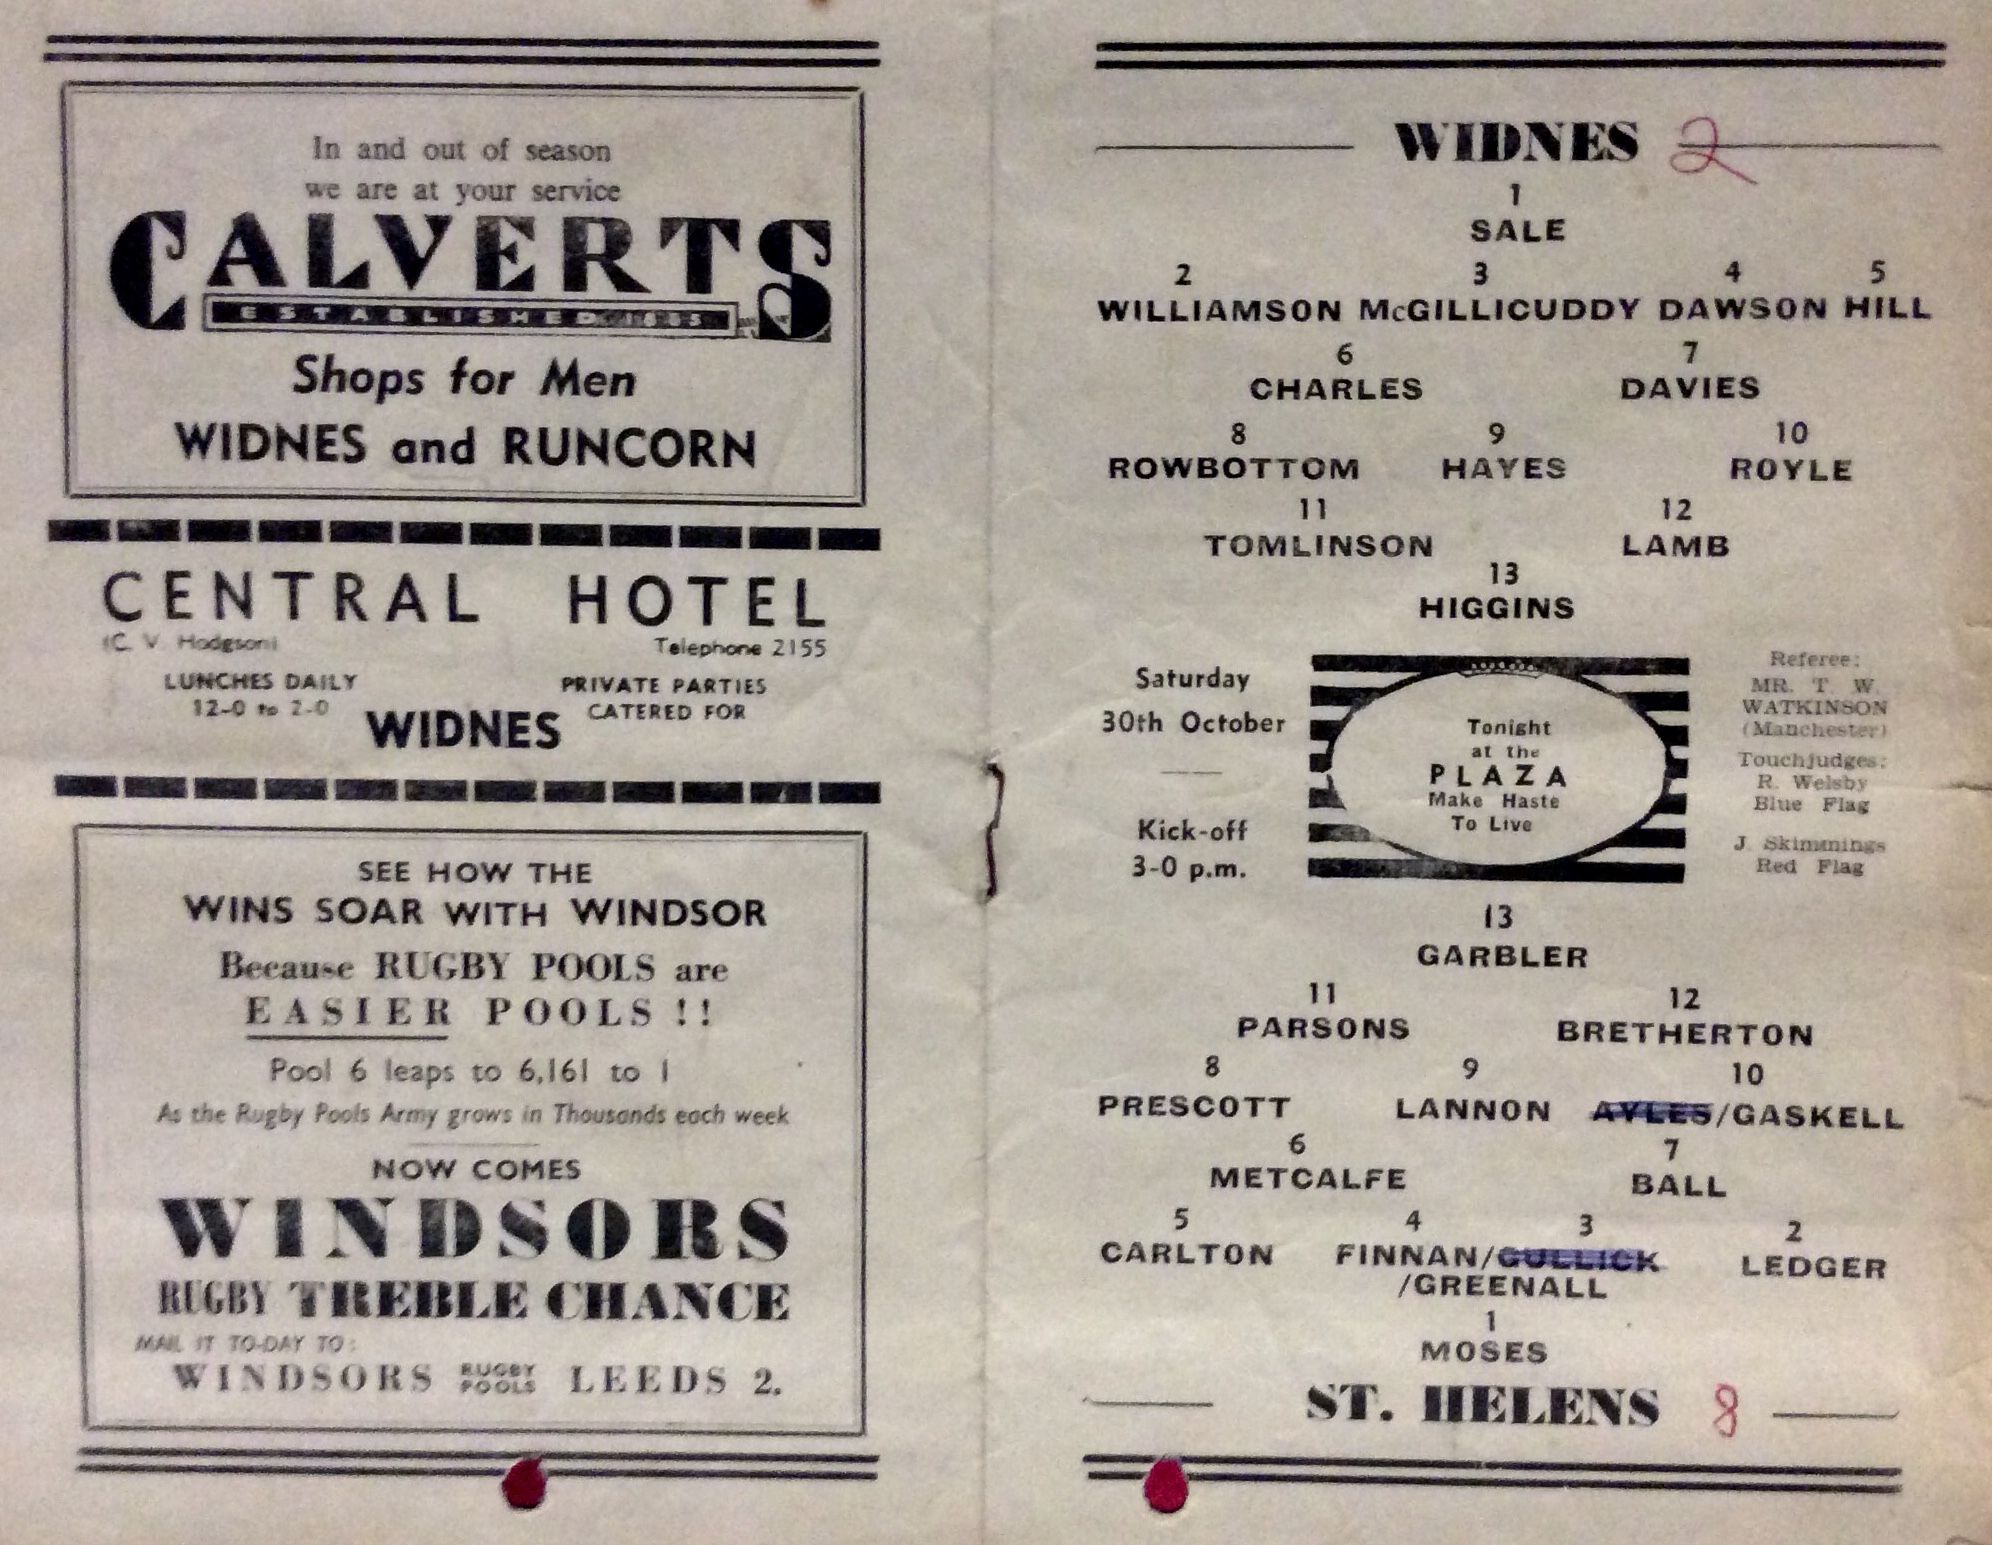 In and out of season
we are at your service
CALVERTS
ESTABLISHED 1885
Shops for Men
WIDNES and RUNCORN
CENTRAL HOTEL
(C. V. Hodgson) Telephone 2155
LUNCHES DAILY
12-0 to 2-0
PRIVATE PARTIES
CATERED FOR
WIDNES
SEE HOW THE
WINS SOAR WITH WINDSOR
Because RUGBY POOLS are
EASIER POOLS !!
Pool 6 leaps to 6,161 to 1
As the Rugby Pools Army grows in Thousands each week
NOW COMES
WINDSORS
RUGBY TREBLE CHANCE
MAIL IT TO-DAY TO:
WINDSORS RUGBY POOLS LEEDS 2.
WIDNES 2
1
SALE
2 3 4 5
WILLIAMSON McGILLICUDDY DAWSON HILL
6 7
CHARLES DAVIES
8 9 10
ROWBOTTOM HAYES ROYLE
11 12
TOMLINSON LAMB
13
HIGGINS
Saturday
30th October
Kick-off
3-0 p.m.
Tonight
at the
PLAZA
Make Haste
To Live
Referee:
MR. T. W.
WATKINSON
(Manchester)
Touchjudges:
R. Welsby
Blue Flag
J. Skimmings
Red Flag
13
GARBLER
11 12
PARSONS BRETHERTON
8 9 10
PRESCOTT LANNON AYLES/GASKELL
6 7
METCALFE BALL
5 4 3 2
CARLTON FINNAN/GULLICK LEDGER
/GREENALL
1
MOSES
ST. HELENS 8